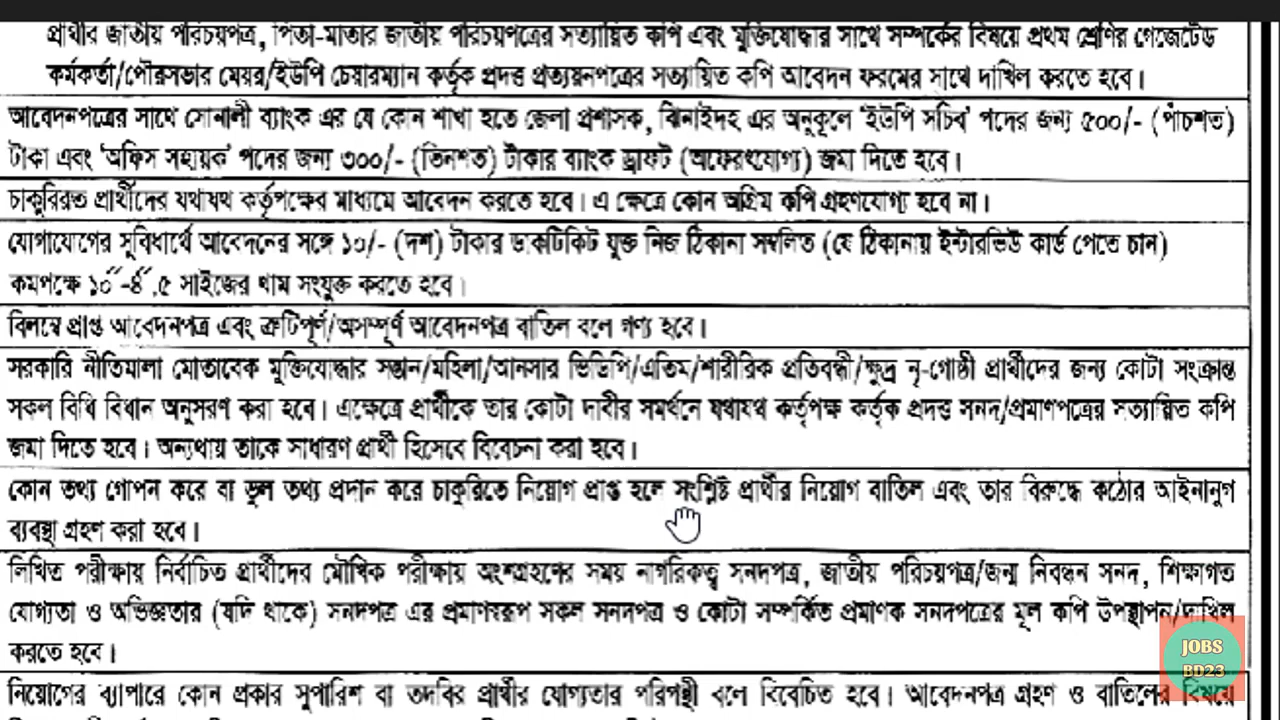 প্রার্থীর জাতীয় পরিচয়পত্র, পিতা-মাতার জাতীয় পরিচয়পত্রের সত্যায়িত কপি এবং মুক্তিযোদ্ধার সাথে সম্পর্কের বিষয়ে প্রথম শ্রেণির গেজেটেড
কর্মকর্তা/পৌরসভার মেয়র/ইউপি চেয়ারম্যান কর্তৃক প্রদত্ত প্রত্যয়নপত্রের সত্যায়িত কপি আবেদন ফরমের সাথে দাখিল করতে হবে।
আবেদনপত্রের সাথে সোনালী ব্যাংক এর যে কোন শাখা হতে জেলা প্রশাসক, ঝিনাইদহ এর অনুকূলে ‘ইউপি সচিব’ পদের জন্য ৫০০/- (পাঁচশত)
টাকা এবং ‘অফিস সহায়ক’ পদের জন্য ৩০০/- (তিনশত) টাকার ব্যাংক ড্রাফট (অফেরৎযোগ্য) জমা দিতে হবে।
চাকুরিরত প্রার্থীদের যথাযথ কর্তৃপক্ষের মাধ্যমে আবেদন করতে হবে। এ ক্ষেত্রে কোন অগ্রিম কপি গ্রহণযোগ্য হবে না।
যোগাযোগের সুবিধার্থে আবেদনের সঙ্গে ১০/- (দশ) টাকার ডাকটিকিট যুক্ত নিজ ঠিকানা সম্বলিত (যে ঠিকানায় ইন্টারভিউ কার্ড পেতে চান)
কমপক্ষে ১০˝-৪˝.৫ সাইজের খাম সংযুক্ত করতে হবে।
বিলম্বে প্রাপ্ত আবেদনপত্র এবং ত্রুটিপূর্ণ/অসম্পূর্ণ আবেদনপত্র বাতিল বলে গণ্য হবে।
সরকারি নীতিমালা মোতাবেক মুক্তিযোদ্ধার সন্তান/মহিলা/আনসার ভিডিপি/এতিম/শারীরিক প্রতিবন্ধী/ক্ষুদ্র নৃ-গোষ্ঠী প্রার্থীদের জন্য কোটা সংক্রান্ত
সকল বিধি বিধান অনুসরণ করা হবে। এক্ষেত্রে প্রার্থীকে তার কোটা দাবীর সমর্থনে যথাযথ কর্তৃপক্ষ কর্তৃক প্রদত্ত সনদ/প্রমাণপত্রের সত্যায়িত কপি
জমা দিতে হবে। অন্যথায় তাকে সাধারণ প্রার্থী হিসেবে বিবেচনা করা হবে।
কোন তথ্য গোপন করে বা ভুল তথ্য প্রদান করে চাকুরিতে নিয়োগ প্রাপ্ত হলে সংশ্লিষ্ট প্রার্থীর নিয়োগ বাতিল এবং তার বিরুদ্ধে কঠোর আইনানুগ
ব্যবস্থা গ্রহণ করা হবে।
লিখিত পরীক্ষায় নির্বাচিত প্রার্থীদের মৌখিক পরীক্ষায় অংশগ্রহণের সময় নাগরিকত্ব সনদপত্র, জাতীয় পরিচয়পত্র/জন্ম নিবন্ধন সনদ, শিক্ষাগত
যোগ্যতা ও অভিজ্ঞতার (যদি থাকে) সনদপত্র এর প্রমাণস্বরূপ সকল সনদপত্র ও কোটা সম্পর্কিত প্রমাণক সনদপত্রের মূল কপি উপস্থাপন/দাখিল
করতে হবে।
JOBS
BD23
নিয়োগের ব্যাপারে কোন প্রকার সুপারিশ বা তদবির প্রার্থীর যোগ্যতার পরিপন্থী বলে বিবেচিত হবে। আবেদনপত্র গ্রহণ ও বাতিলের বিষয়ে